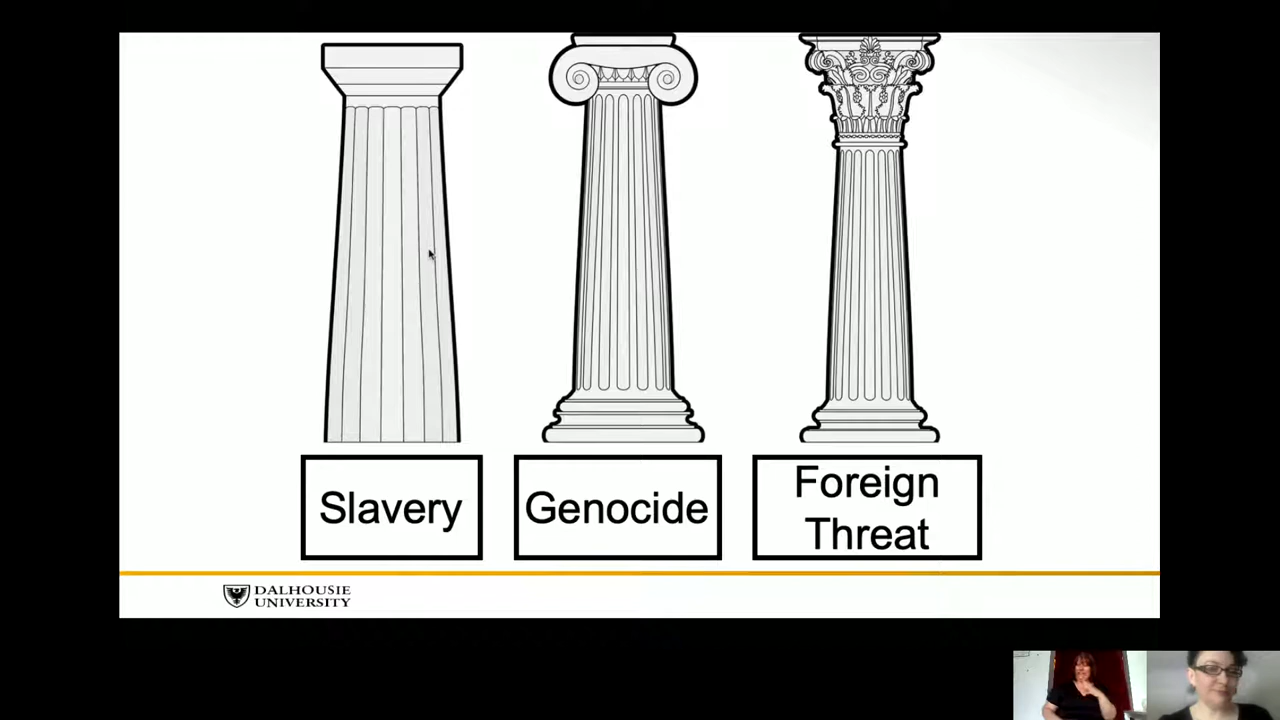 Slavery
Genocide
Foreign
Threat
DALHOUSIE
UNIVERSITY